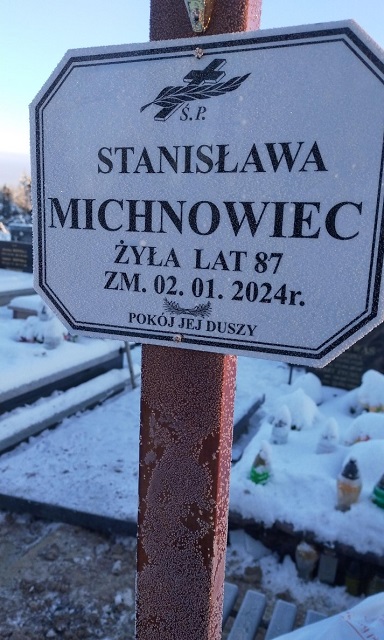 Ś.P.
STANISŁAWA
MICHNOWIEC
ŻYŁA LAT 87
ZM. 02. 01. 2024r.
POKÓJ JEJ DUSZY